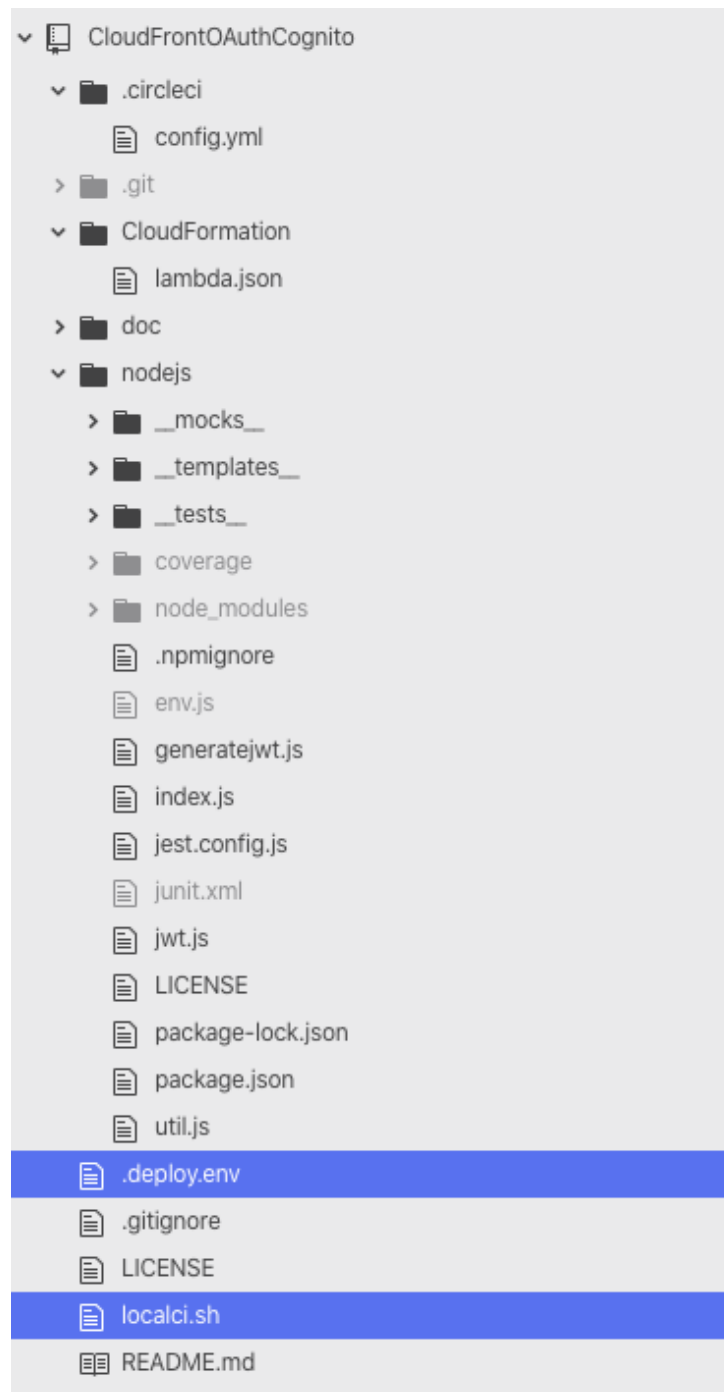 CloudFrontOAuthCognito
.circleci
config.yml
.git
CloudFormation
lambda.json
doc
nodejs
__mocks__
__templates__
__tests__
coverage
node_modules
.npmignore
env.js
generatejwt.js
index.js
jest.config.js
junit.xml
jwt.js
LICENSE
package-lock.json
package.json
util.js
.deploy.env
.gitignore
LICENSE
localci.sh
README.md